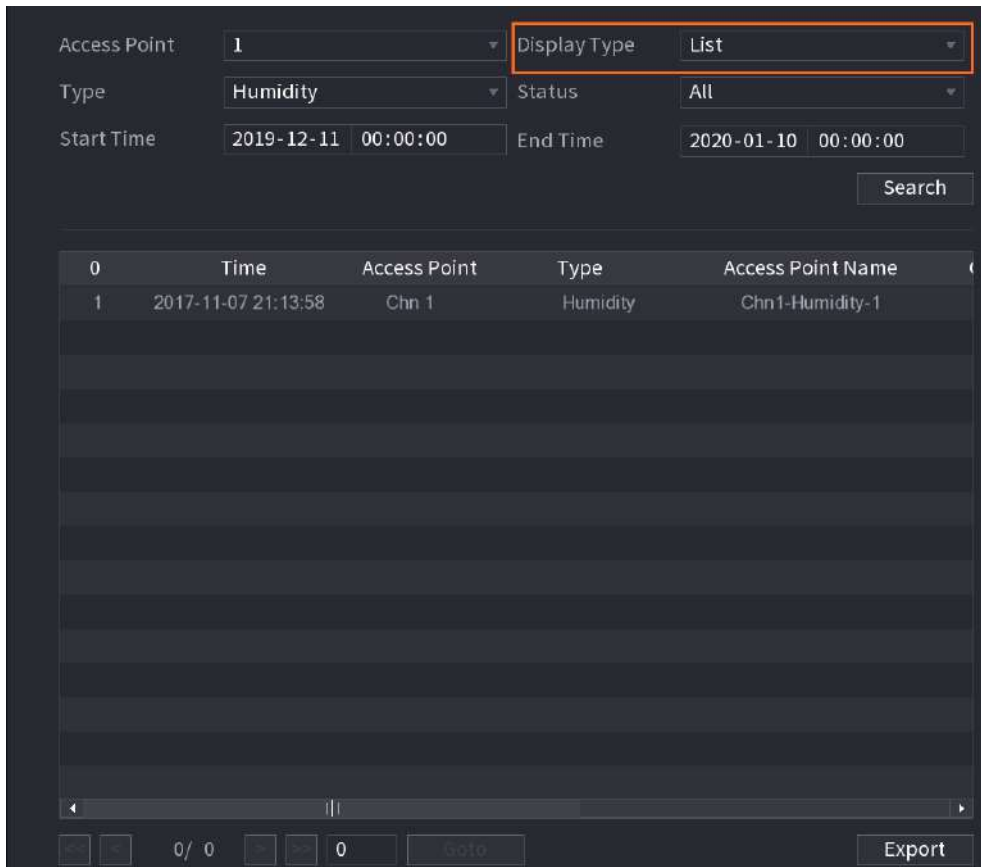 Access Point 1 Display Type List
Type Humidity Status All
Start Time 2019-12-11 00:00:00 End Time 2020-01-10 00:00:00
Search
0 Time Access Point Type Access Point Name
1 2017-11-07 21:13:58 Chn 1 Humidity Chn1-Humidity-1
<< < 0/ 0 > >> 0 Goto Export